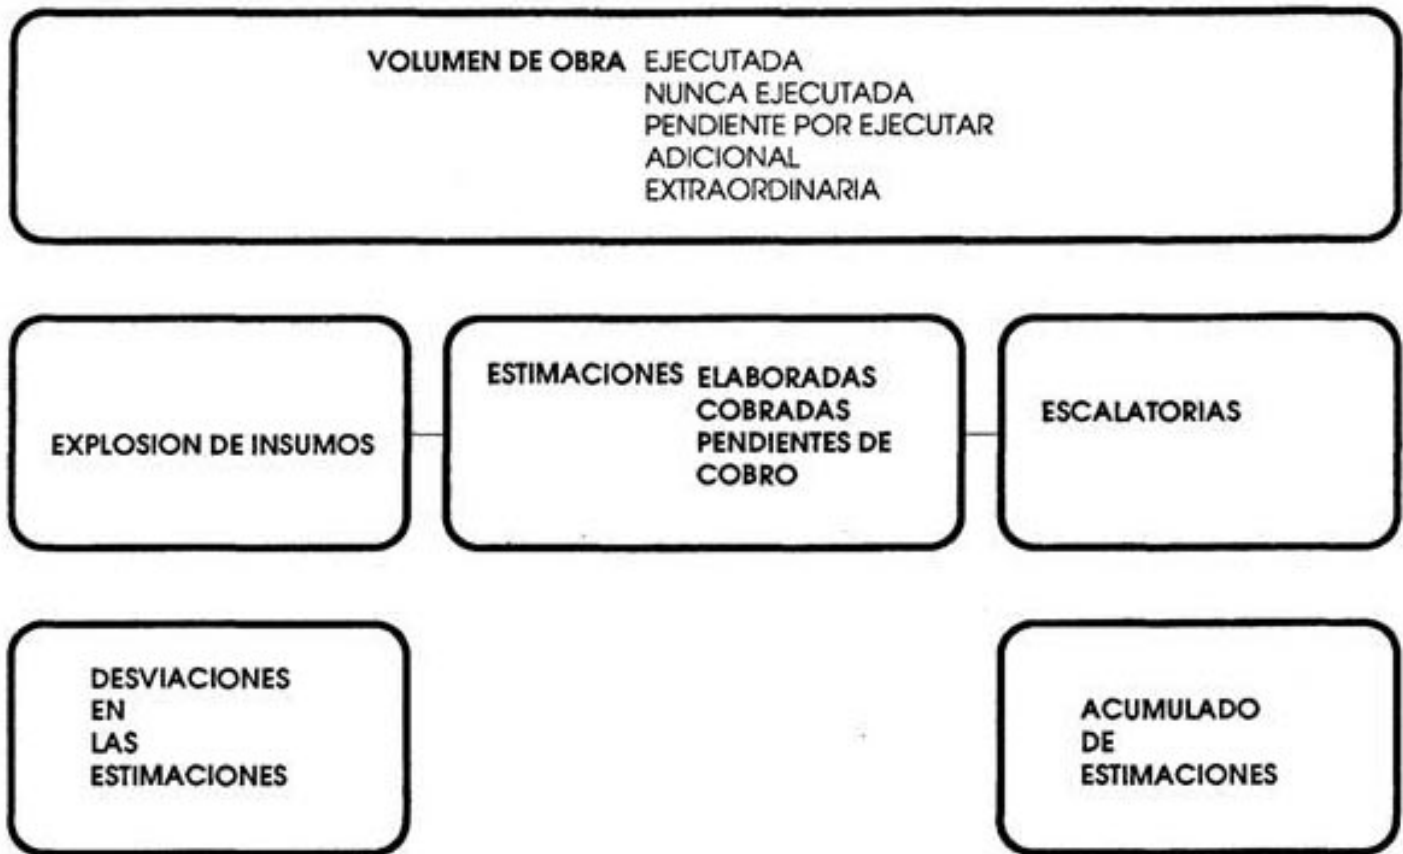 VOLUMEN DE OBRA EJECUTADA
NUNCA EJECUTADA
PENDIENTE POR EJECUTAR
ADICIONAL
EXTRAORDINARIA
EXPLOSION DE INSUMOS
ESTIMACIONES ELABORADAS
COBRADAS
PENDIENTES DE
COBRO
ESCALATORIAS
DESVIACIONES
EN
LAS
ESTIMACIONES
ACUMULADO
DE
ESTIMACIONES